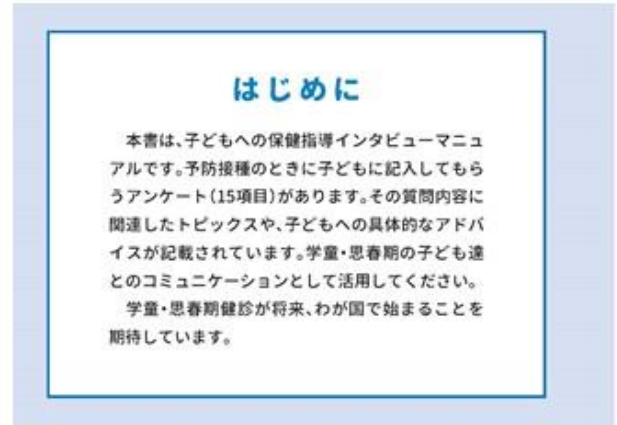 はじめに
本書は、子どもへの保健指導インタビューマニュ
アルです。予防接種のときに子どもに記入してもら
うアンケート(15項目)があります。その質問内容に
関連したトピックスや、子どもへの具体的なアドバ
イスが記載されています。学童・思春期の子ども達
とのコミュニケーションとして活用してください。
学童・思春期健診が将来、わが国で始まることを
期待しています。